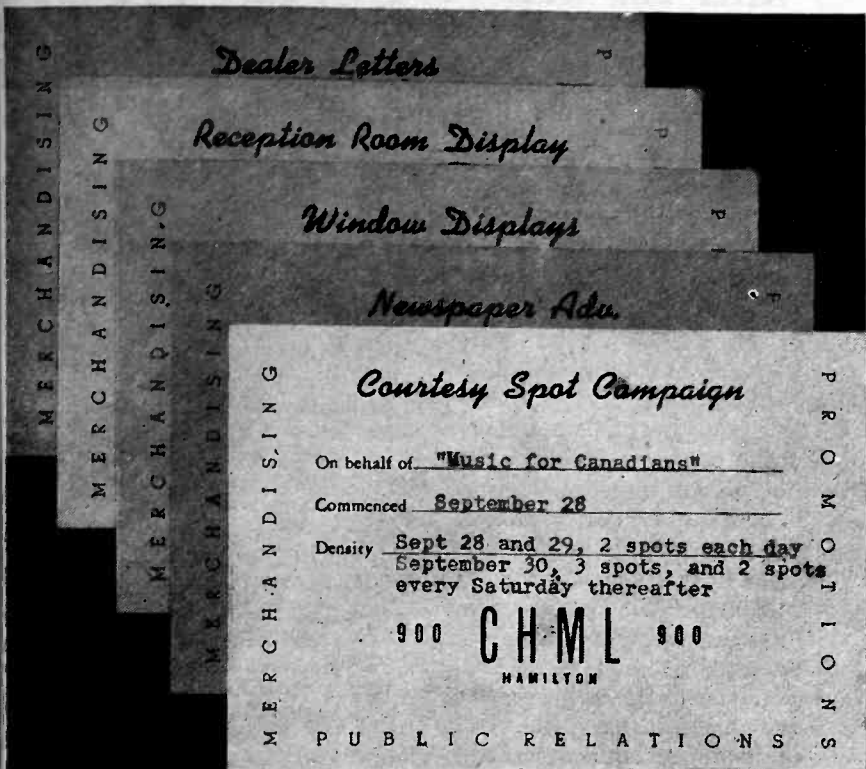 Dealer Letters
MERCHANDISING
P
Reception Room Display
MERCHANDISING
P
Window Displays
MERCHANDISING
P
Newspaper Adv.
MERCHANDISING
P
Courtesy Spot Campaign
MERCHANDISING
PROMOTIONS
On behalf of "Music for Canadians"
Commenced September 28
Density Sept 28 and 29, 2 spots each day
September 30, 3 spots, and 2 spots
every Saturday thereafter
900 CHML 900
HAMILTON
PUBLIC RELATIONS